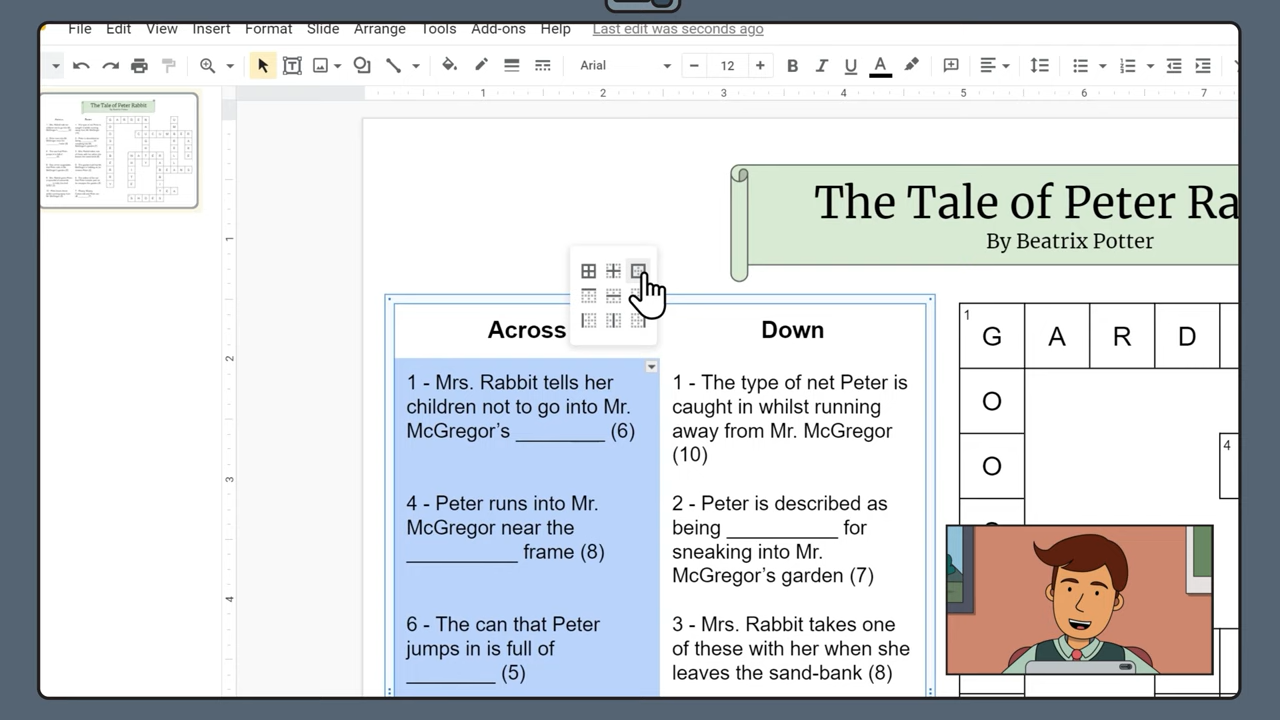 File Edit View Insert Format Slide Arrange Tools Add-ons Help Last edit was seconds ago
Arial 12
1 2 3 4 5 6 7
The Tale of Peter Rabbit
The Tale of Peter Ra
By Beatrix Potter
1
2
3
4
Across Down
1 - Mrs. Rabbit tells her
children not to go into Mr.
McGregor’s ________ (6)
4 - Peter runs into Mr.
McGregor near the
__________ frame (8)
6 - The can that Peter
jumps in is full of
________ (5)
1 - The type of net Peter is
caught in whilst running
away from Mr. McGregor
(10)
2 - Peter is described as
being __________ for
sneaking into Mr.
McGregor’s garden (7)
3 - Mrs. Rabbit takes one
of these with her when she
leaves the sand-bank (8)
1 G A R D
O
O
4